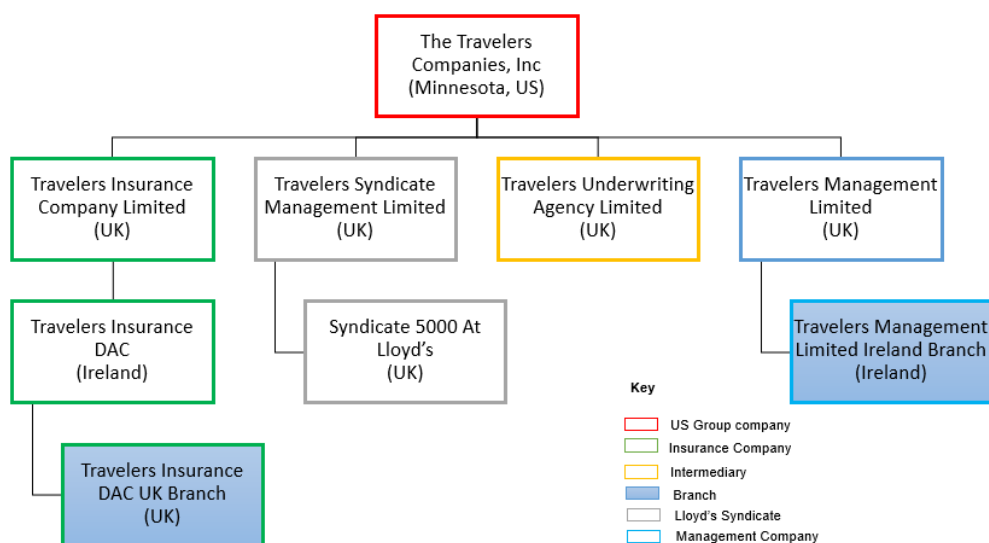 The Travelers
Companies, Inc
(Minnesota, US)
Travelers Insurance
Company Limited
(UK)
Travelers Syndicate
Management Limited
(UK)
Travelers Underwriting
Agency Limited
(UK)
Travelers Management
Limited
(UK)
Travelers Insurance
DAC
(Ireland)
Syndicate 5000 At
Lloyd’s
(UK)
Travelers Management
Limited Ireland Branch
(Ireland)
Travelers Insurance
DAC UK Branch
(UK)
Key
US Group company
Insurance Company
Intermediary
Branch
Lloyd’s Syndicate
Management Company